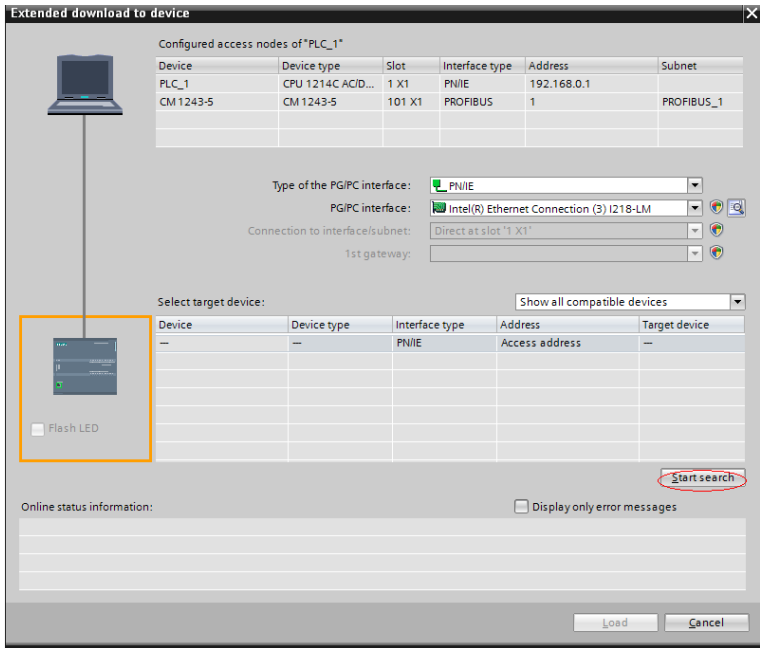 Extended download to device
Configured access nodes of "PLC_1"
Device Device type Slot Interface type Address Subnet
PLC_1 CPU 1214C AC/D... 1 X1 PN/IE 192.168.0.1
CM 1243-5 CM 1243-5 101 X1 PROFIBUS 1 PROFIBUS_1
Type of the PG/PC interface: PN/IE
PG/PC interface: Intel(R) Ethernet Connection (3) I218-LM
Connection to interface/subnet: Direct at slot '1 X1'
1st gateway:
Select target device: Show all compatible devices
Device Device type Interface type Address Target device
— — PN/IE Access address —
Flash LED
Start search
Online status information: Display only error messages
Load Cancel